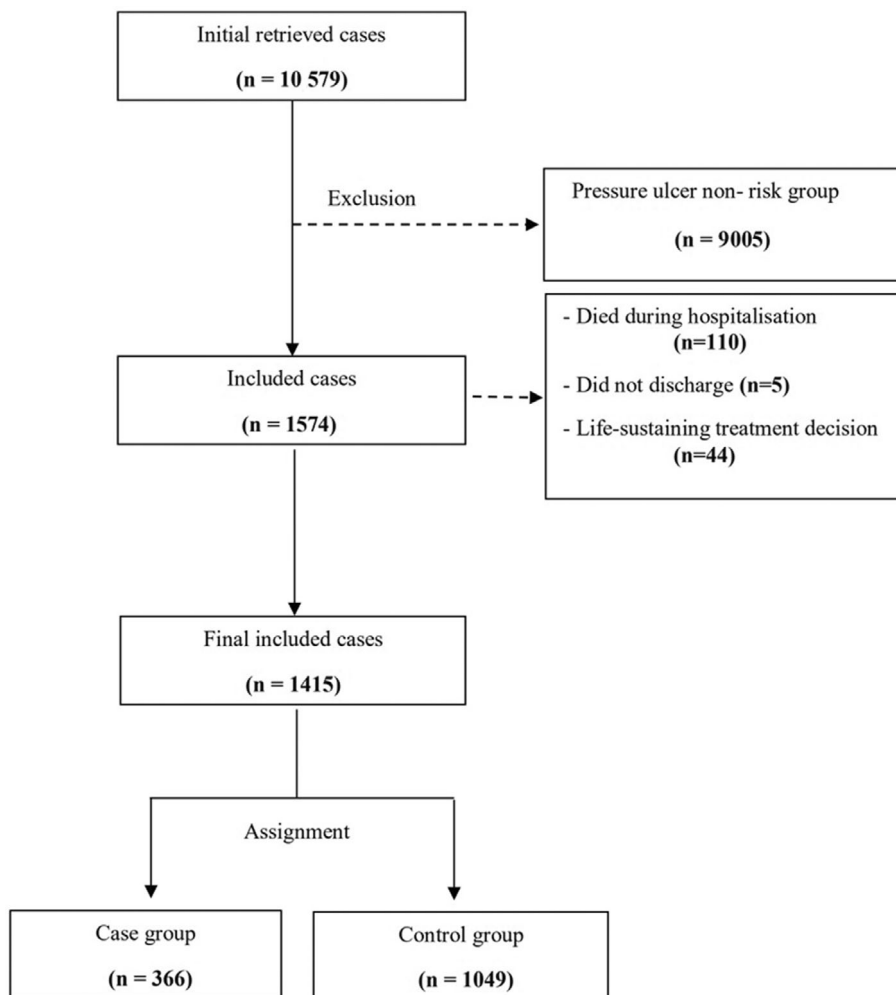 Initial retrieved cases
(n = 10 579)
Exclusion
Pressure ulcer non- risk group
(n = 9005)
- Died during hospitalisation
(n=110)
- Did not discharge (n=5)
- Life-sustaining treatment decision
(n=44)
Included cases
(n = 1574)
Final included cases
(n = 1415)
Assignment
Case group
(n = 366)
Control group
(n = 1049)